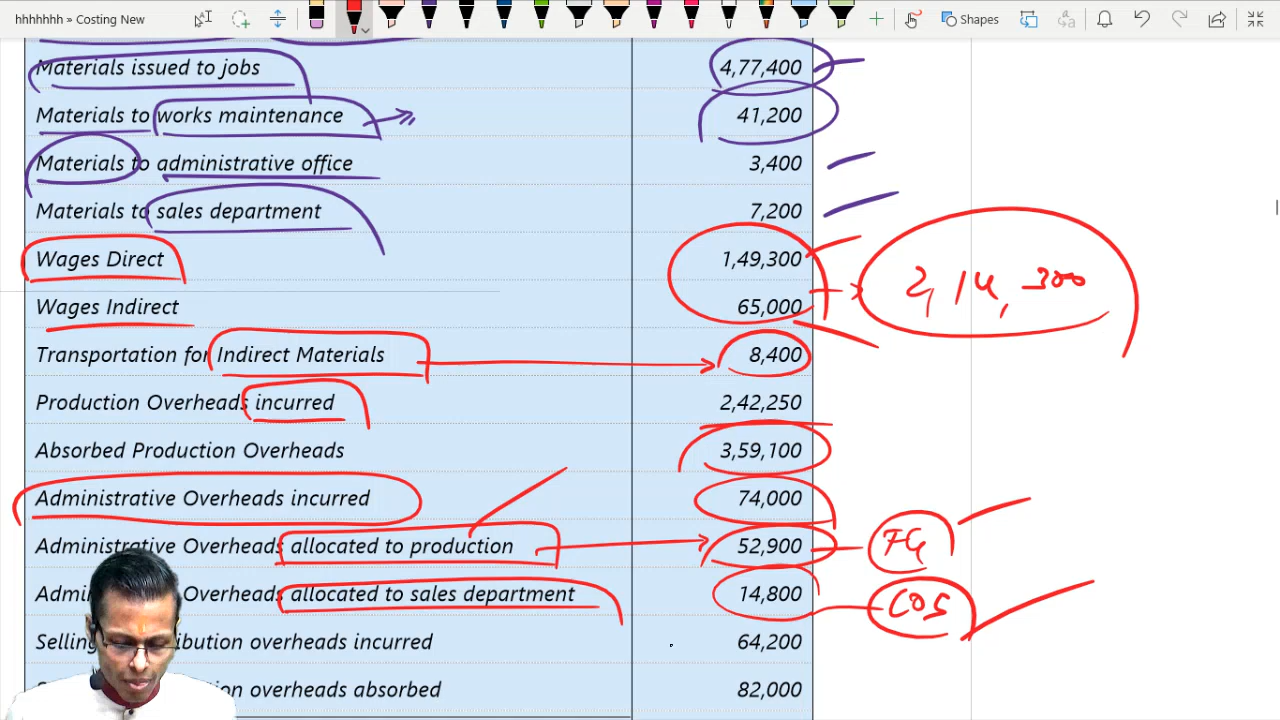 hhhhhhh » Costing New
Shapes
Materials issued to jobs 4,77,400
Materials to works maintenance 41,200
Materials to administrative office 3,400
Materials to sales department 7,200
Wages Direct 1,49,300
2,14,300
Wages Indirect 65,000
Transportation for Indirect Materials 8,400
Production Overheads incurred 2,42,250
Absorbed Production Overheads 3,59,100
Administrative Overheads incurred 74,000
Administrative Overheads allocated to production 52,900 FG
Admi Overheads allocated to sales department 14,800 COS
Selling bution overheads incurred 64,200
on overheads absorbed 82,000